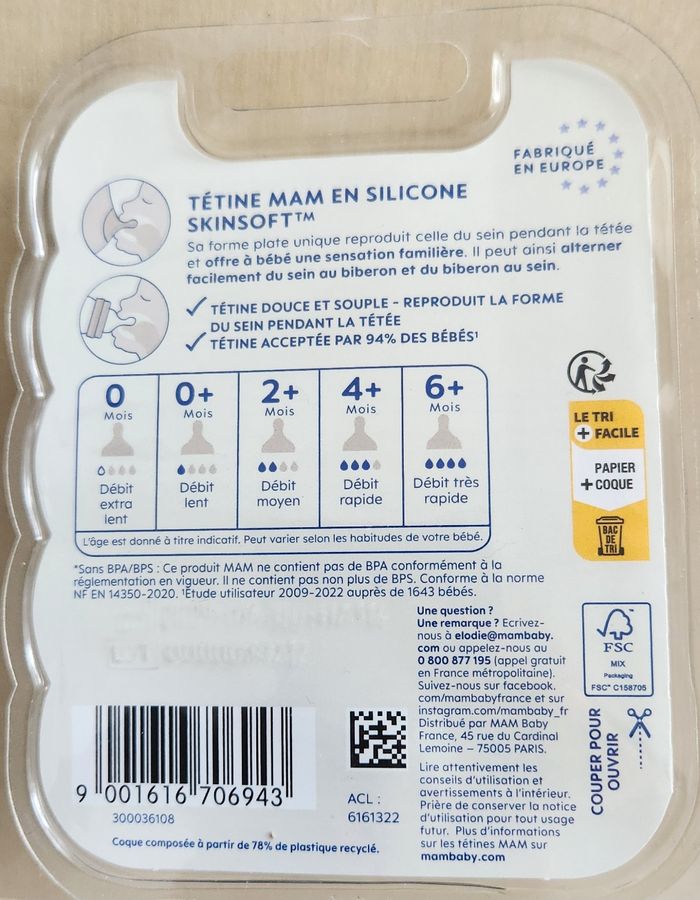 FABRIQUÉ
EN EUROPE
TÉTINE MAM EN SILICONE
SKINSOFT™
Sa forme plate unique reproduit celle du sein pendant la tétée
et offre à bébé une sensation familière. Il peut ainsi alterner
facilement du sein au biberon et du biberon au sein.
✓ TÉTINE DOUCE ET SOUPLE - REPRODUIT LA FORME
DU SEIN PENDANT LA TÉTÉE
✓ TÉTINE ACCEPTÉE PAR 94% DES BÉBÉS¹
0
Mois
Débit
extra
lent
0+
Mois
Débit
lent
2+
Mois
Débit
moyen
4+
Mois
Débit
rapide
6+
Mois
Débit très
rapide
L'âge est donné à titre indicatif. Peut varier selon les habitudes de votre bébé.
LE TRI
+ FACILE
PAPIER
+ COQUE
BAC
DE
TRI
*Sans BPA/BPS : Ce produit MAM ne contient pas de BPA conformément à la
réglementation en vigueur. Il ne contient pas non plus de BPS. Conforme à la norme
NF EN 14350-2020. ¹Étude utilisateur 2009-2022 auprès de 1643 bébés.
Une question ?
Une remarque ? Ecrivez-
nous à elodie@mambaby.
com ou appelez-nous au
0 800 877 195 (appel gratuit
en France métropolitaine).
Suivez-nous sur facebook.
com/mambabyfrance et sur
instagram.com/mambaby_fr
Distribué par MAM Baby
France, 45 rue du Cardinal
Lemoine – 75005 PARIS.
Lire attentivement les
conseils d'utilisation et
avertissements à l'intérieur.
Prière de conserver la notice
d'utilisation pour tout usage
futur. Plus d'informations
sur les tétines MAM sur
mambaby.com
FSC
MIX
Packaging
FSC® C158705
COUPER POUR
OUVRIR
9 001616 706943
300036108
ACL :
6161322
Coque composée à partir de 78% de plastique recyclé.